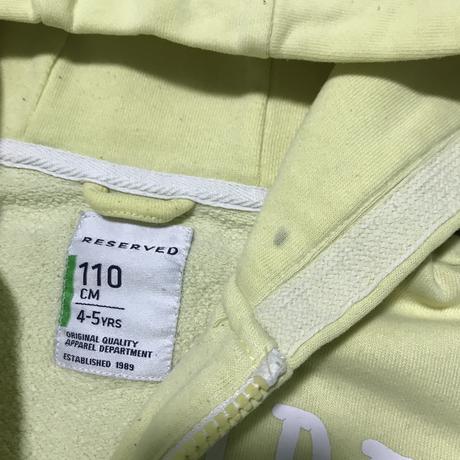 RESERVED
110
CM
4-5YRS
ORIGINAL QUALITY
APPAREL DEPARTMENT
ESTABLISHED 1989